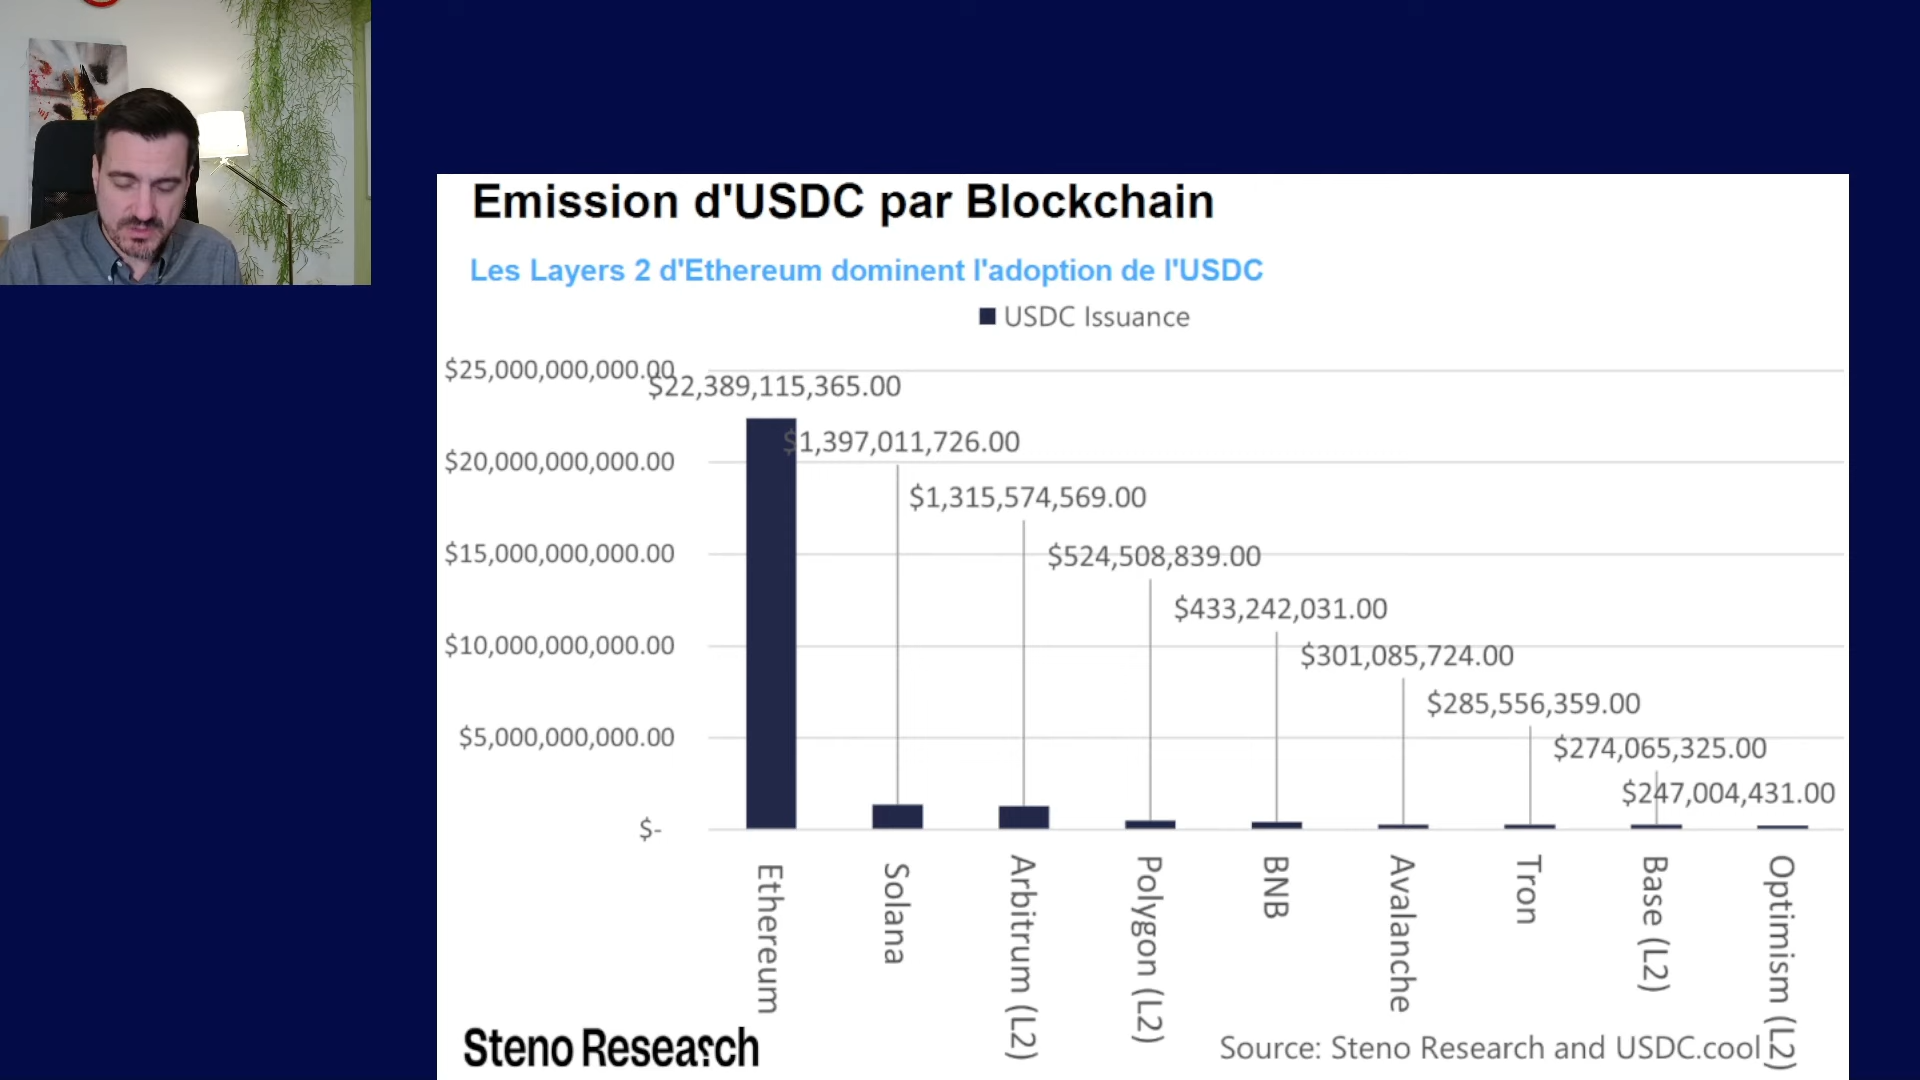 Emission d'USDC par Blockchain
Les Layers 2 d'Ethereum dominent l'adoption de l'USDC
USDC Issuance
$25,000,000,000.00
$22,389,115,365.00
$1,397,011,726.00
$20,000,000,000.00
$1,315,574,569.00
$15,000,000,000.00
$524,508,839.00
$433,242,031.00
$10,000,000,000.00
$301,085,724.00
$285,556,359.00
$5,000,000,000.00
$274,065,325.00
$247,004,431.00
$-
Ethereum
Solana
Arbitrum (L2)
Polygon (L2)
BNB
Avalanche
Tron
Base (L2)
Optimism (L2)
Steno Research
Source: Steno Research and USDC.cool